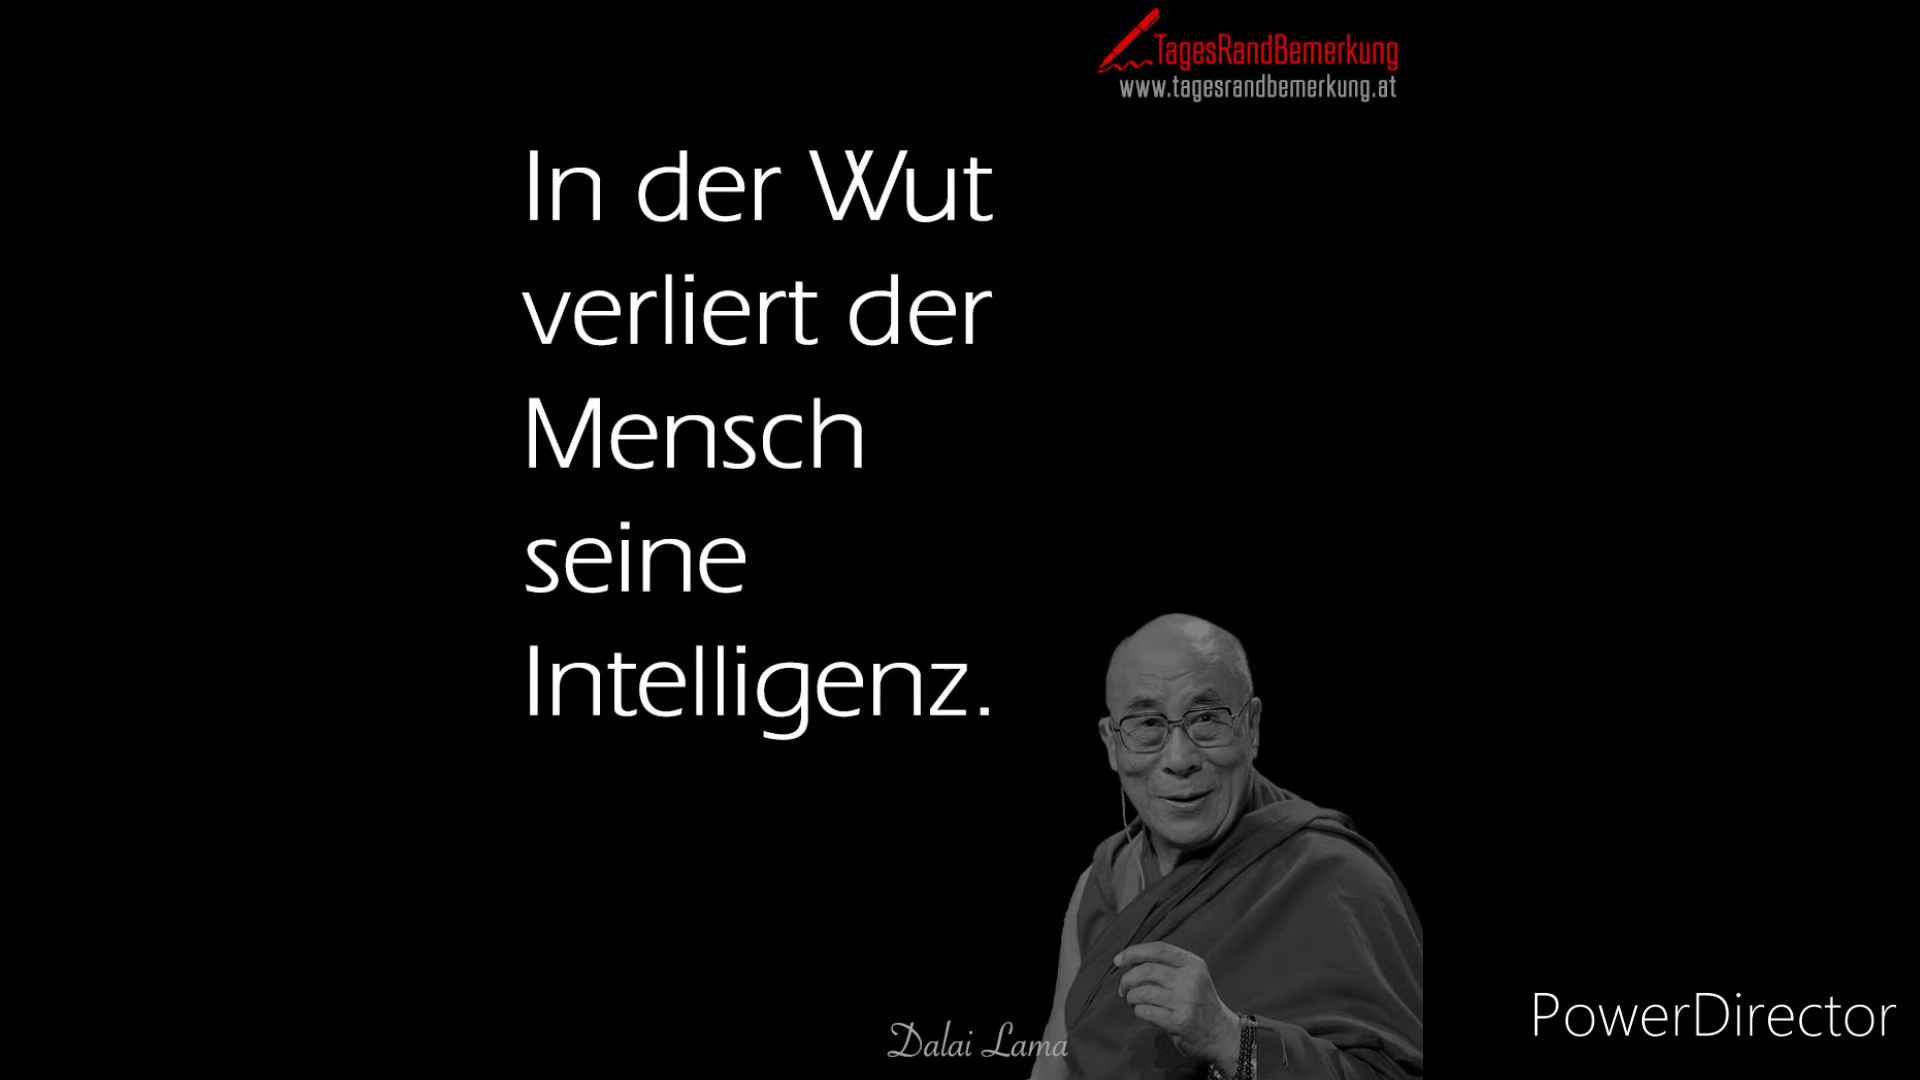 TagesRandBemerkung
www.tagesrandbemerkung.at
In der Wut
verliert der
Mensch
seine
Intelligenz.
Dalai Lama
PowerDirector